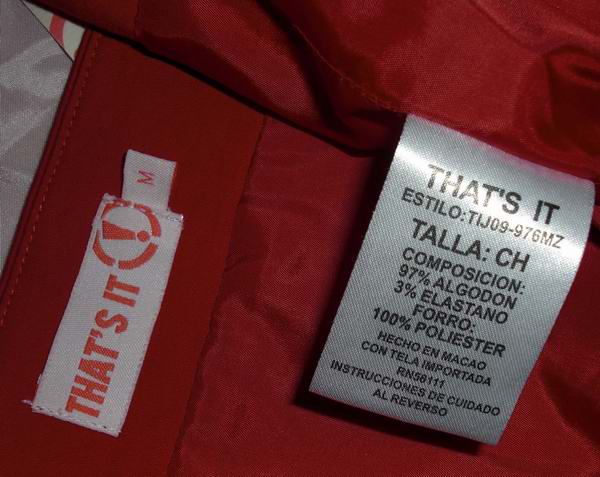 M
THAT'S IT
THAT'S IT
ESTILO:TIJ09-976MZ
TALLA: CH
COMPOSICION:
97% ALGODON
3% ELASTANO
FORRO:
100% POLIESTER
HECHO EN MACAO
CON TELA IMPORTADA
RN56111
INSTRUCCIONES DE CUIDADO
AL REVERSO